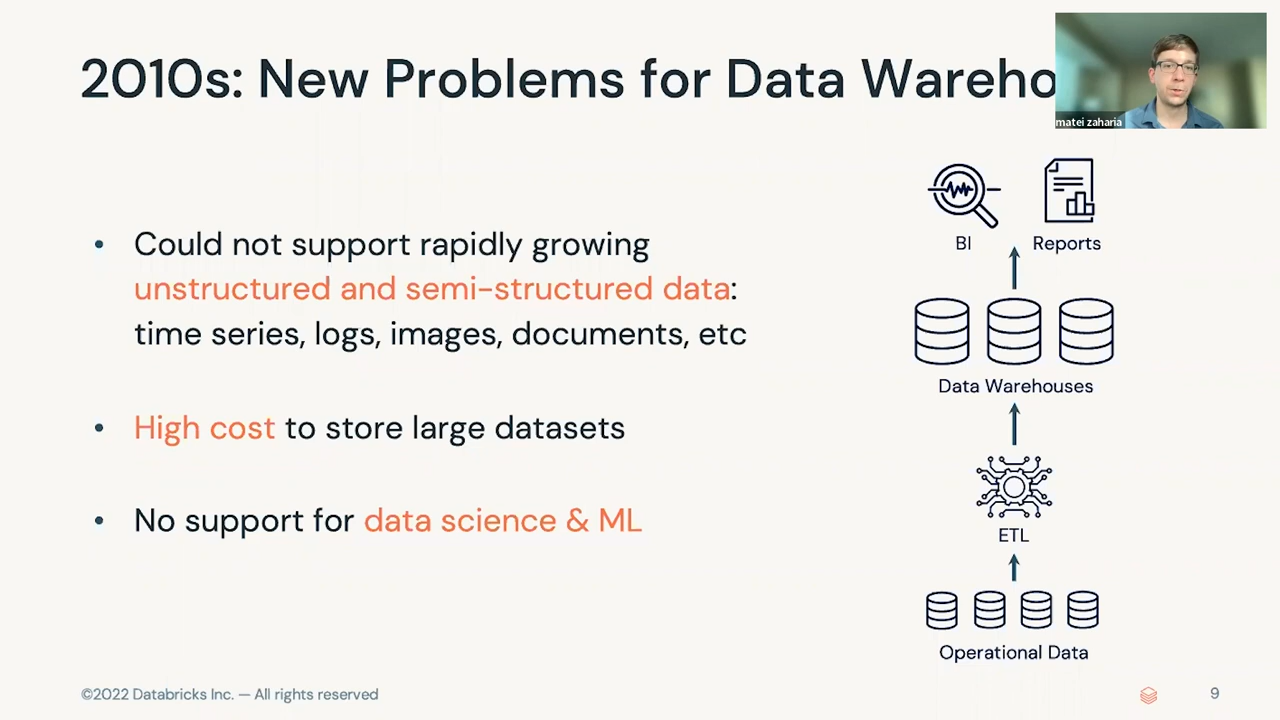 2010s: New Problems for Data Wareho
matei zaharia
• Could not support rapidly growing
unstructured and semi-structured data:
time series, logs, images, documents, etc
• High cost to store large datasets
• No support for data science & ML
BI
Reports
Data Warehouses
ETL
Operational Data
©2022 Databricks Inc. — All rights reserved
9